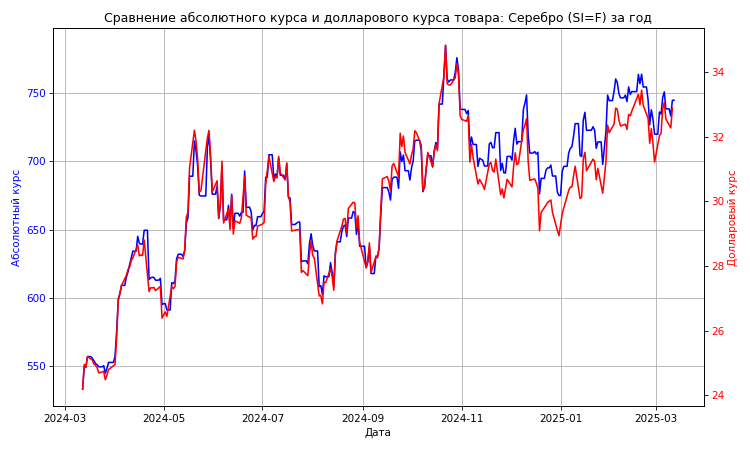 Сравнение абсолютного курса и долларового курса товара: Серебро (SI=F) за год
Абсолютный курс
750
700
650
600
550
34
32
30
28
26
24
Долларовый курс
2024-03 2024-05 2024-07 2024-09 2024-11 2025-01 2025-03
Дата